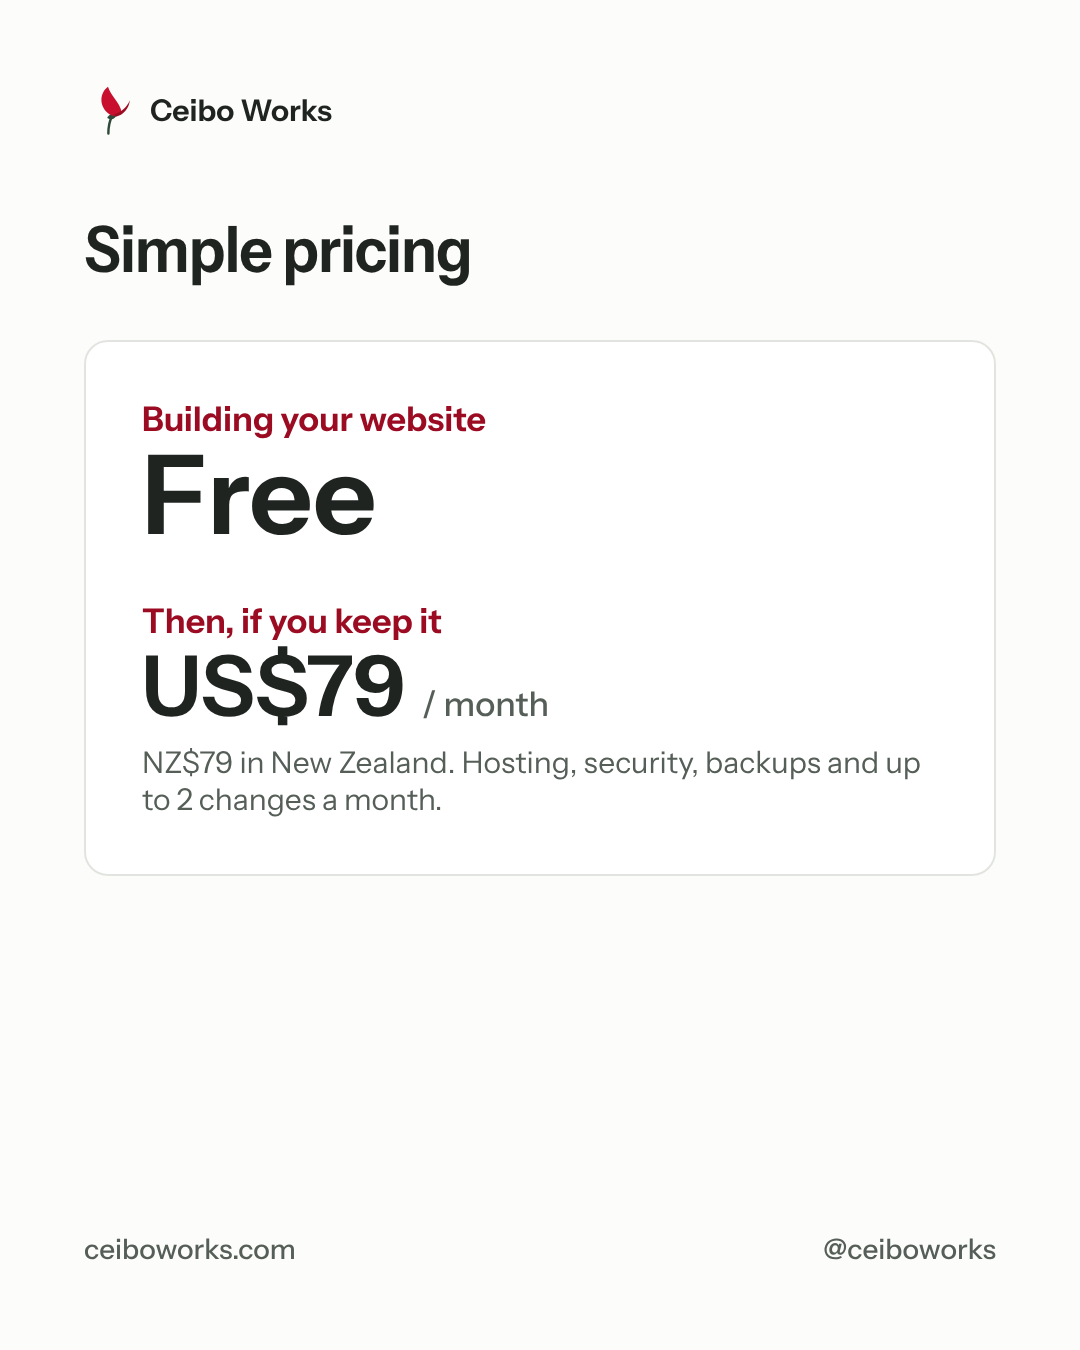 Ceibo Works
Simple pricing
Building your website
Free
Then, if you keep it
US$79 / month
NZ$79 in New Zealand. Hosting, security, backups and up
to 2 changes a month.
ceiboworks.com
@ceiboworks